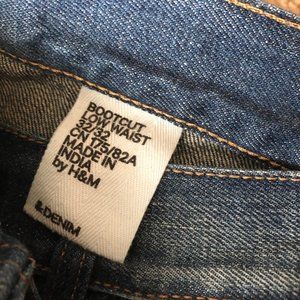 BOOTCUT
LOW WAIST
32/32
CN 175/82A
MADE IN
INDIA
by H&M
&DENIM